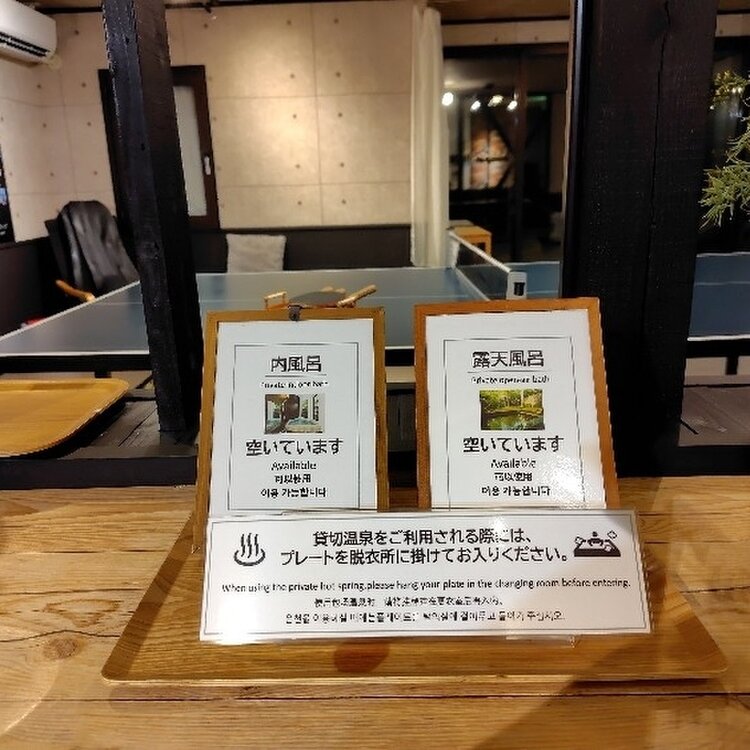 内風呂
Private indoor bath
空いています
Available
可以使用
이용 가능합니다
露天風呂
Private open-air bath
空いています
Available
可以使用
이용 가능합니다
貸切温泉をご利用される際には、
プレートを脱衣所に掛けてお入りください。
When using the private hot spring,please hang your plate in the changing room before entering.